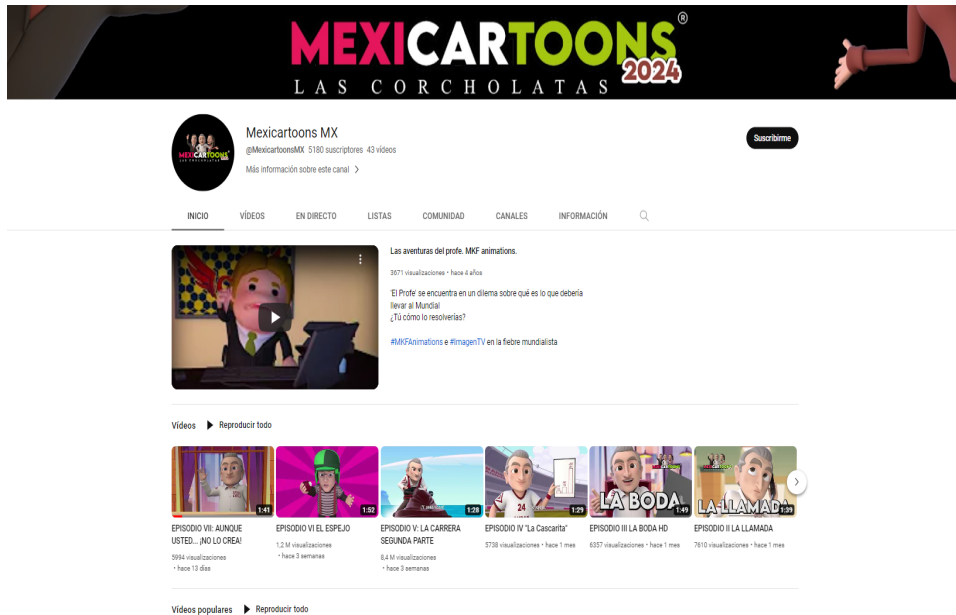 MEXICARTOONS®
2024
LAS CORCHOLATAS
MEXICARTOONS
Mexicartoons MX
@MexicartoonsMX 5180 suscriptores 43 vídeos
Más información sobre este canal
Suscribirme
INICIO VÍDEOS EN DIRECTO LISTAS COMUNIDAD CANALES INFORMACIÓN
Las aventuras del profe. MKF animations.
3671 visualizaciones • hace 4 años
'El Profe' se encuentra en un dilema sobre qué es lo que debería
llevar al Mundial
¿Tú cómo lo resolverías?
#MKFAnimations e #ImagenTV en la fiebre mundialista
Vídeos Reproducir todo
1:41
EPISODIO VII: AUNQUE
USTED... ¡NO LO CREA!
5994 visualizaciones
• hace 13 días
1:52
EPISODIO VI EL ESPEJO
1,2 M visualizaciones
• hace 3 semanas
1:28
EPISODIO V: LA CARRERA
SEGUNDA PARTE
8,4 M visualizaciones
• hace 3 semanas
24
1:29
EPISODIO IV "La Cascarita"
5738 visualizaciones • hace 1 mes
MEXICARTOONS
LA BODA
1:49
EPISODIO III LA BODA HD
6357 visualizaciones • hace 1 mes
MEXICARTOONS
LA LLAMADA
1:39
EPISODIO II LA LLAMADA
7610 visualizaciones • hace 1 mes
Vídeos populares Reproducir todo